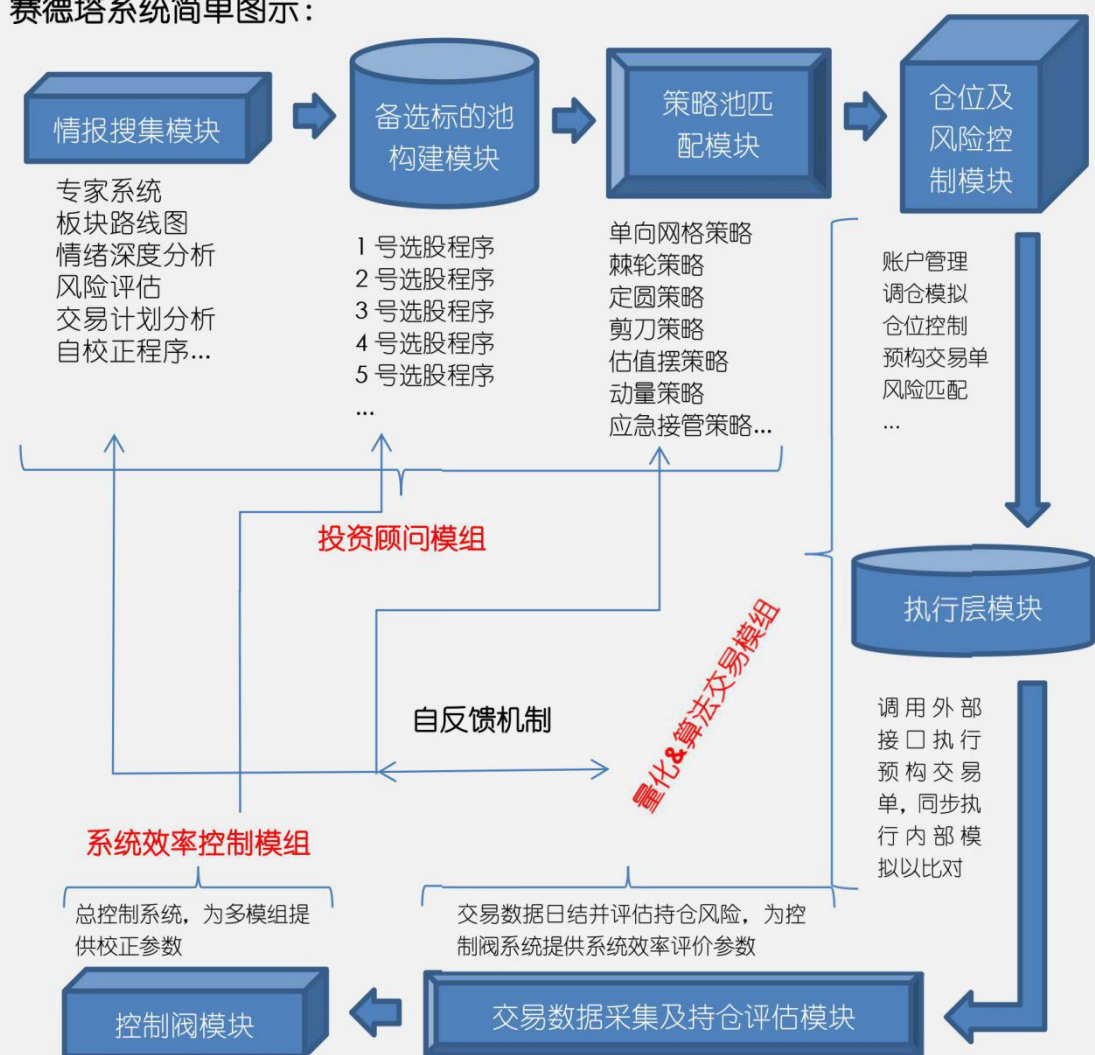 赛德塔系统简单图示：
情报搜集模块
专家系统
板块路线图
情绪深度分析
风险评估
交易计划分析
自校正程序...
备选标的池
构建模块
1 号选股程序
2 号选股程序
3 号选股程序
4 号选股程序
5 号选股程序
...
策略池匹
配模块
单向网格策略
棘轮策略
定圆策略
剪刀策略
估值摆策略
动量策略
应急接管策略...
仓位及
风险控
制模块
账户管理
调仓模拟
仓位控制
预构交易单
风险匹配
...
投资顾问模组
执行层模块
调用外部
接口执行
预构交易
单，同步执
行内部模
拟以比对
量化&算法交易模组
自反馈机制
系统效率控制模组
总控制系统，为多模组提
供校正参数
交易数据日结并评估持仓风险，为控
制阀系统提供系统效率评价参数
控制阀模块
交易数据采集及持仓评估模块